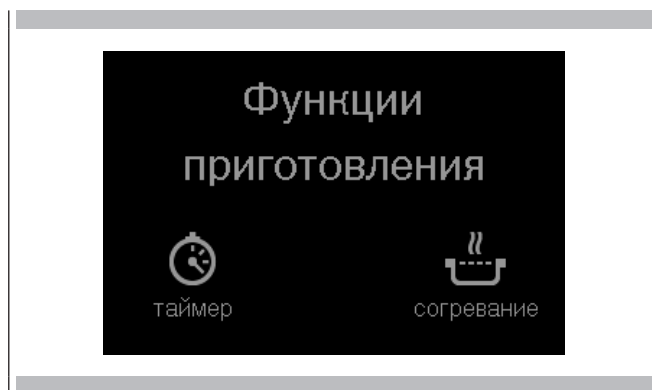 Функции
приготовления
таймер
согревание